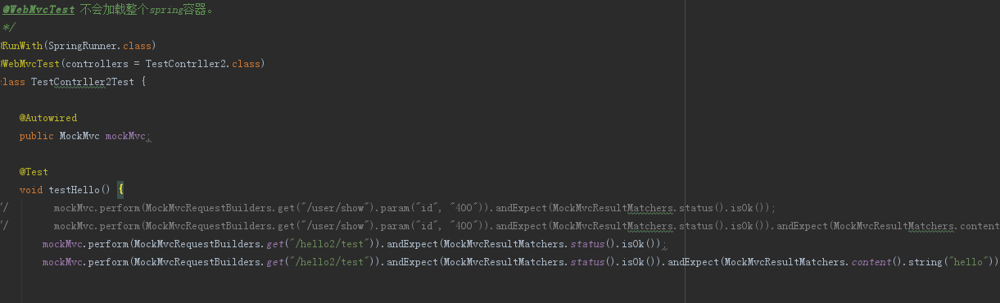 @WebMvcTest 不会加载整个spring容器。
*/
@RunWith(SpringRunner.class)
@WebMvcTest(controllers = TestContrller2.class)
class TestContrller2Test {
@Autowired
public MockMvc mockMvc;
@Test
void testHello() {
// mockMvc.perform(MockMvcRequestBuilders.get("/user/show").param("id", "400")).andExpect(MockMvcResultMatchers.status().isOk());
// mockMvc.perform(MockMvcRequestBuilders.get("/user/show").param("id", "400")).andExpect(MockMvcResultMatchers.status().isOk()).andExpect(MockMvcResultMatchers.content
mockMvc.perform(MockMvcRequestBuilders.get("/hello2/test")).andExpect(MockMvcResultMatchers.status().isOk());
mockMvc.perform(MockMvcRequestBuilders.get("/hello2/test")).andExpect(MockMvcResultMatchers.status().isOk()).andExpect(MockMvcResultMatchers.content().string("hello"))